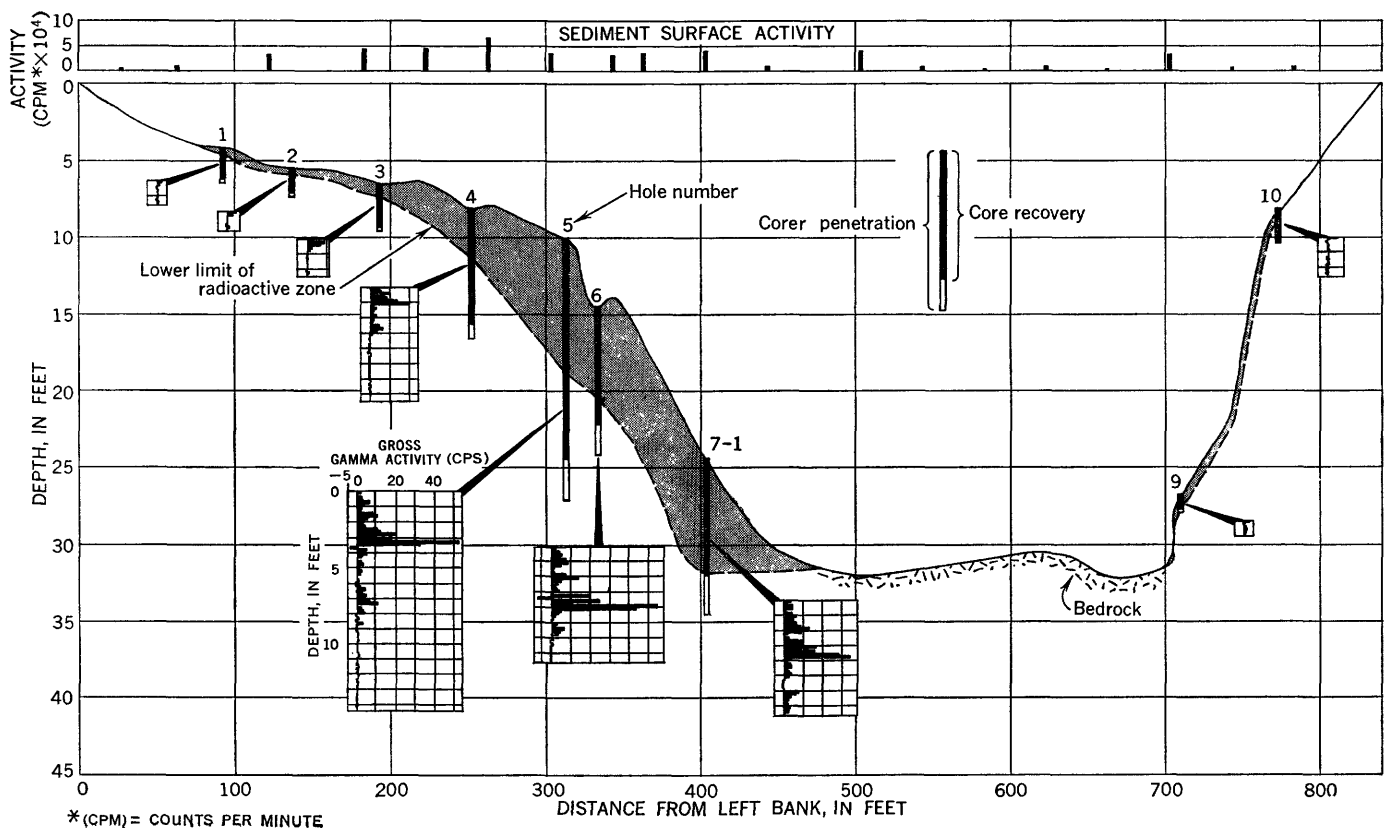 SEDIMENT SURFACE ACTIVITY
ACTIVITY
(CPM*×10⁴)
10
5
0
0
5
10
15
20
25
30
35
40
45
DEPTH, IN FEET
1
2
3
4
5
6
7-1
9
10
Hole number
Corer penetration
Core recovery
Lower limit of
radioactive zone
GROSS
GAMMA ACTIVITY (CPS)
-5 0 20 40
0
5
10
DEPTH, IN FEET
Bedrock
0 100 200 300 400 500 600 700 800
DISTANCE FROM LEFT BANK, IN FEET
*(CPM) = COUNTS PER MINUTE